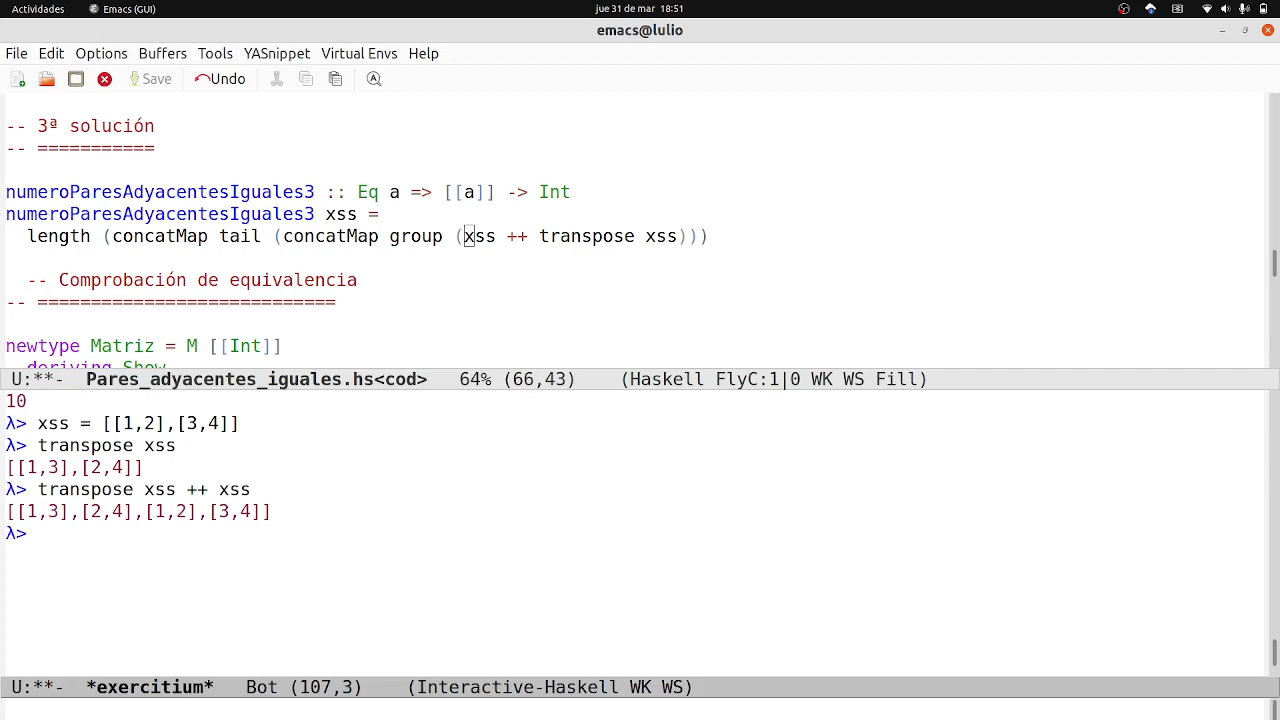 Actividades Emacs (GUI) jue 31 de mar 18:51
emacs@lulio
File Edit Options Buffers Tools YASnippet Virtual Envs Help
Save Undo
-- 3ª solución
-- ===========
numeroParesAdyacentesIguales3 :: Eq a => [[a]] -> Int
numeroParesAdyacentesIguales3 xss =
  length (concatMap tail (concatMap group (xss ++ transpose xss)))
  -- Comprobación de equivalencia
-- ============================
newtype Matriz = M [[Int]]
  deriving Show
U:**-  Pares_adyacentes_iguales.hs<cod>   64% (66,43)     (Haskell FlyC:1|0 WK WS Fill)
10
λ> xss = [[1,2],[3,4]]
λ> transpose xss
[[1,3],[2,4]]
λ> transpose xss ++ xss
[[1,3],[2,4],[1,2],[3,4]]
λ>
U:**-  *exercitium*   Bot (107,3)    (Interactive-Haskell WK WS)